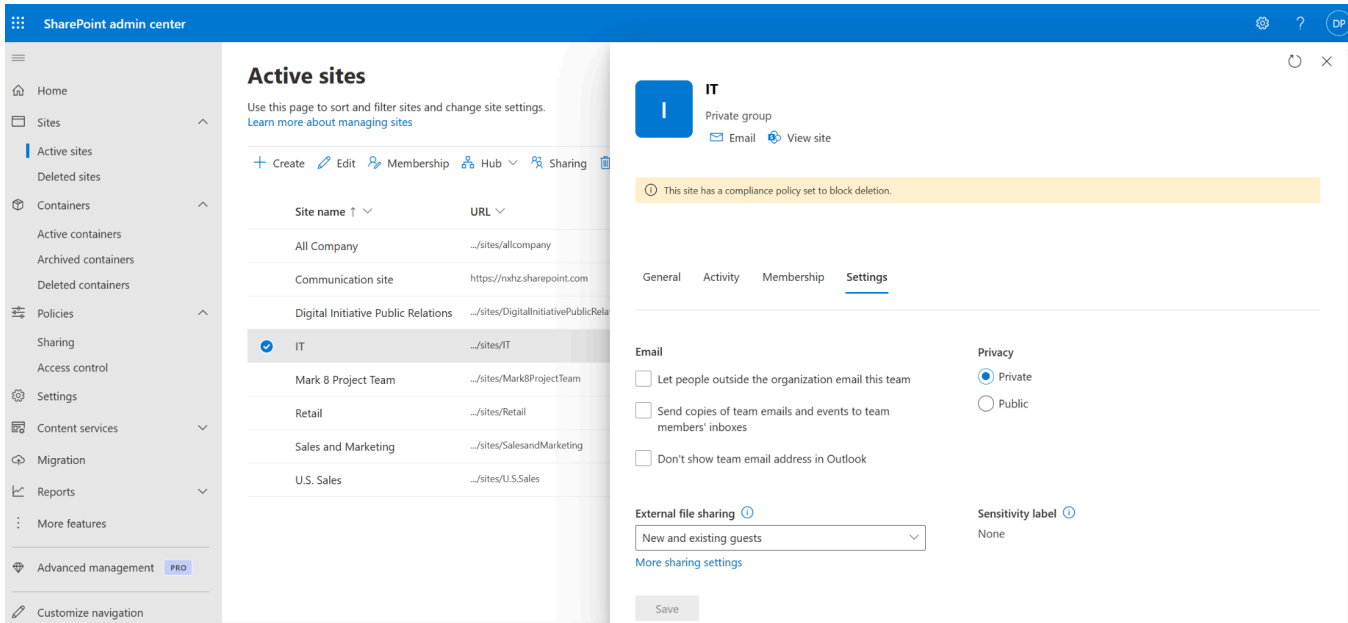 SharePoint admin center
?
DP
Home
Sites
Active sites
Deleted sites
Containers
Active containers
Archived containers
Deleted containers
Policies
Sharing
Access control
Settings
Content services
Migration
Reports
More features
Advanced management PRO
Customize navigation
Active sites
Use this page to sort and filter sites and change site settings.
Learn more about managing sites
Create Edit Membership Hub Sharing
Site name ↑ URL
All Company .../sites/allcompany
Communication site https://nxhz.sharepoint.com
Digital Initiative Public Relations .../sites/DigitalInitiativePublicRela
IT .../sites/IT
Mark 8 Project Team .../sites/Mark8ProjectTeam
Retail .../sites/Retail
Sales and Marketing .../sites/SalesandMarketing
U.S. Sales .../sites/U.S.Sales
I
IT
Private group
Email View site
This site has a compliance policy set to block deletion.
General Activity Membership Settings
Email
Let people outside the organization email this team
Send copies of team emails and events to team
members' inboxes
Don't show team email address in Outlook
Privacy
Private
Public
External file sharing
New and existing guests
More sharing settings
Sensitivity label
None
Save